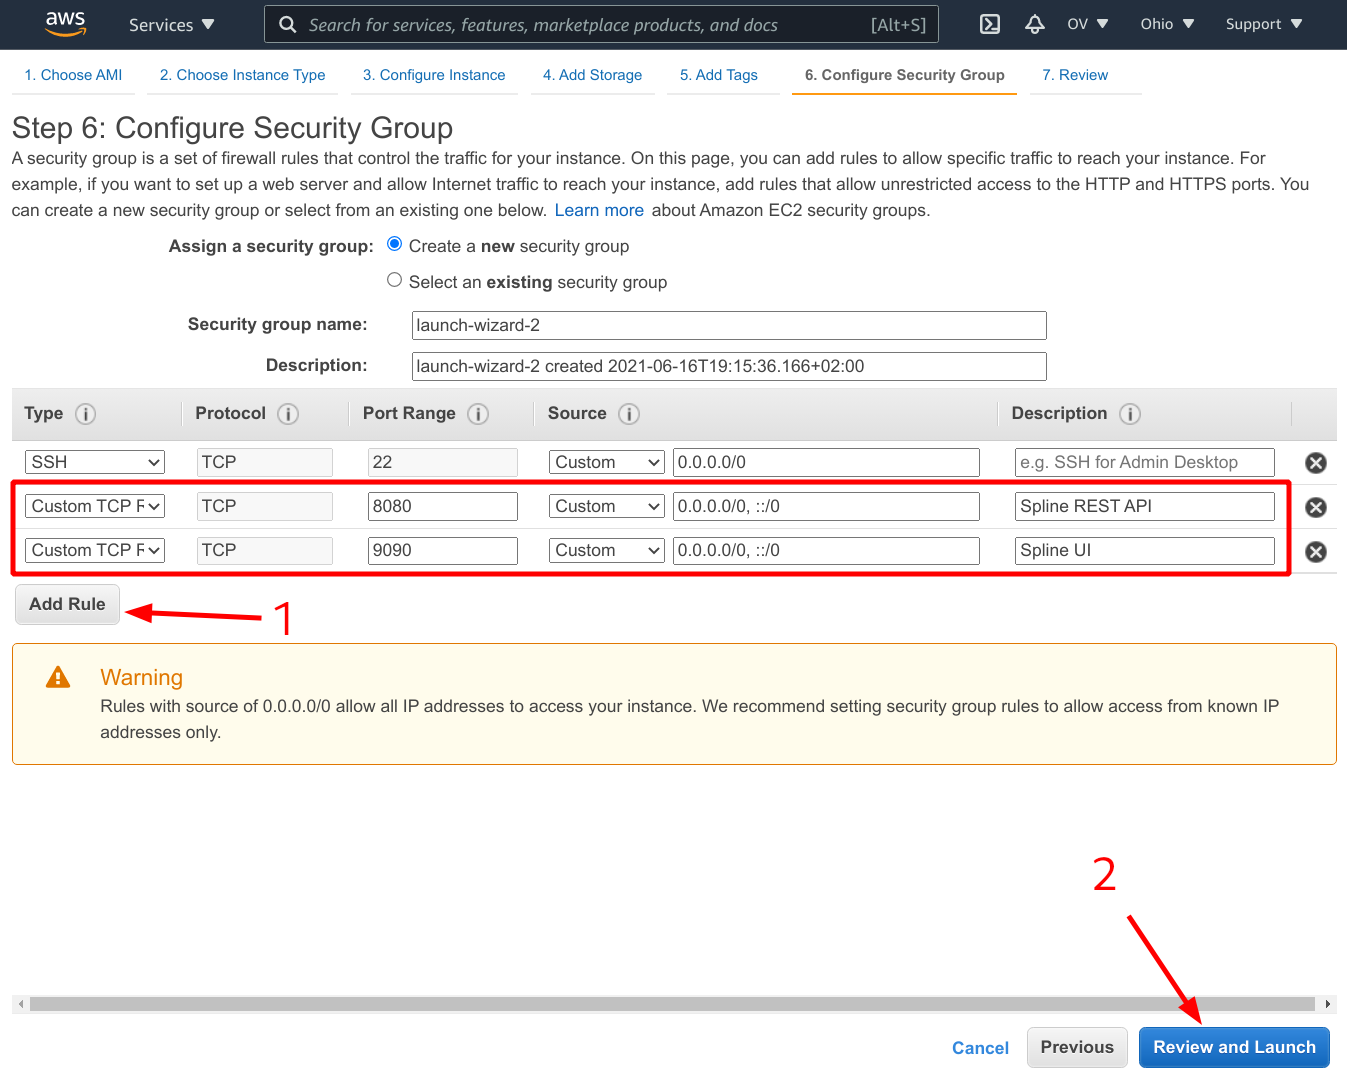 aws Services Search for services, features, marketplace products, and docs [Alt+S] OV Ohio Support
1. Choose AMI 2. Choose Instance Type 3. Configure Instance 4. Add Storage 5. Add Tags 6. Configure Security Group 7. Review
Step 6: Configure Security Group
A security group is a set of firewall rules that control the traffic for your instance. On this page, you can add rules to allow specific traffic to reach your instance. For
example, if you want to set up a web server and allow Internet traffic to reach your instance, add rules that allow unrestricted access to the HTTP and HTTPS ports. You
can create a new security group or select from an existing one below. Learn more about Amazon EC2 security groups.
Assign a security group: Create a new security group
Select an existing security group
Security group name: launch-wizard-2
Description: launch-wizard-2 created 2021-06-16T19:15:36.166+02:00
Type i Protocol i Port Range i Source i Description i
SSH TCP 22 Custom 0.0.0.0/0 e.g. SSH for Admin Desktop
Custom TCP R TCP 8080 Custom 0.0.0.0/0, ::/0 Spline REST API
Custom TCP R TCP 9090 Custom 0.0.0.0/0, ::/0 Spline UI
Add Rule 1
Warning
Rules with source of 0.0.0.0/0 allow all IP addresses to access your instance. We recommend setting security group rules to allow access from known IP
addresses only.
2
Cancel Previous Review and Launch